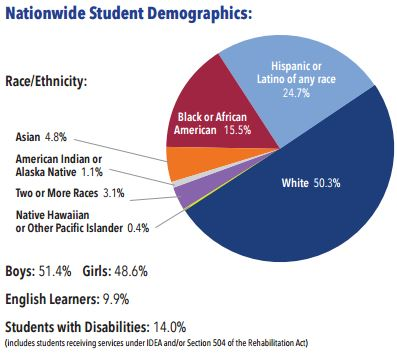 Nationwide Student Demographics:
Race/Ethnicity:
Hispanic or
Latino of any race
24.7%
Black or African
American 15.5%
Asian 4.8%
American Indian or
Alaska Native 1.1%
Two or More Races 3.1%
Native Hawaiian
or Other Pacific Islander 0.4%
White 50.3%
Boys: 51.4% Girls: 48.6%
English Learners: 9.9%
Students with Disabilities: 14.0%
(includes students receiving services under IDEA and/or Section 504 of the Rehabilitation Act)